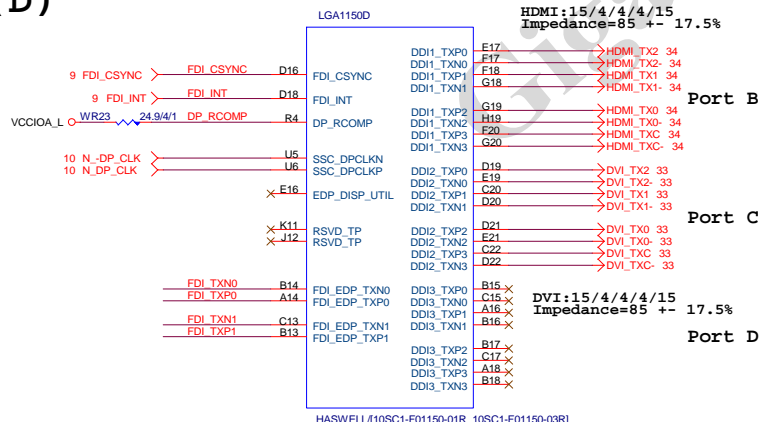 D)
LGA1150D
HDMI:15/4/4/4/15
Impedance=85 +- 17.5%
9 FDI_CSYNC FDI_CSYNC D16 FDI_CSYNC
9 FDI_INT FDI_INT D18 FDI_INT
VCCIOA_L WR23 24.9/4/1 DP_RCOMP R4 DP_RCOMP
10 N_-DP_CLK U5 SSC_DPCLKN
10 N_DP_CLK U6 SSC_DPCLKP
E16 EDP_DISP_UTIL
K11 RSVD_TP
J12 RSVD_TP
FDI_TXN0 B14 FDI_EDP_TXN0
FDI_TXP0 A14 FDI_EDP_TXP0
FDI_TXN1 C13 FDI_EDP_TXN1
FDI_TXP1 B13 FDI_EDP_TXP1
DDI1_TXP0 E17 HDMI_TX2 34
DDI1_TXN0 F17 HDMI_TX2- 34
DDI1_TXP1 F18 HDMI_TX1 34
DDI1_TXN1 G18 HDMI_TX1- 34
DDI1_TXP2 G19 HDMI_TX0 34
DDI1_TXN2 H19 HDMI_TX0- 34
DDI1_TXP3 F20 HDMI_TXC 34
DDI1_TXN3 G20 HDMI_TXC- 34
Port B
DDI2_TXP0 D19 DVI_TX2 33
DDI2_TXN0 E19 DVI_TX2- 33
DDI2_TXP1 C20 DVI_TX1 33
DDI2_TXN1 D20 DVI_TX1- 33
DDI2_TXP2 D21 DVI_TX0 33
DDI2_TXN2 E21 DVI_TX0- 33
DDI2_TXP3 C22 DVI_TXC 33
DDI2_TXN3 D22 DVI_TXC- 33
Port C
DDI3_TXP0 B15
DDI3_TXN0 C15
DDI3_TXP1 A16
DDI3_TXN1 B16
DDI3_TXP2 B17
DDI3_TXN2 C17
DDI3_TXP3 A18
DDI3_TXN3 B18
DVI:15/4/4/4/15
Impedance=85 +- 17.5%
Port D
HASWELL/[10SC1-F01150-01R, 10SC1-F01150-03R]